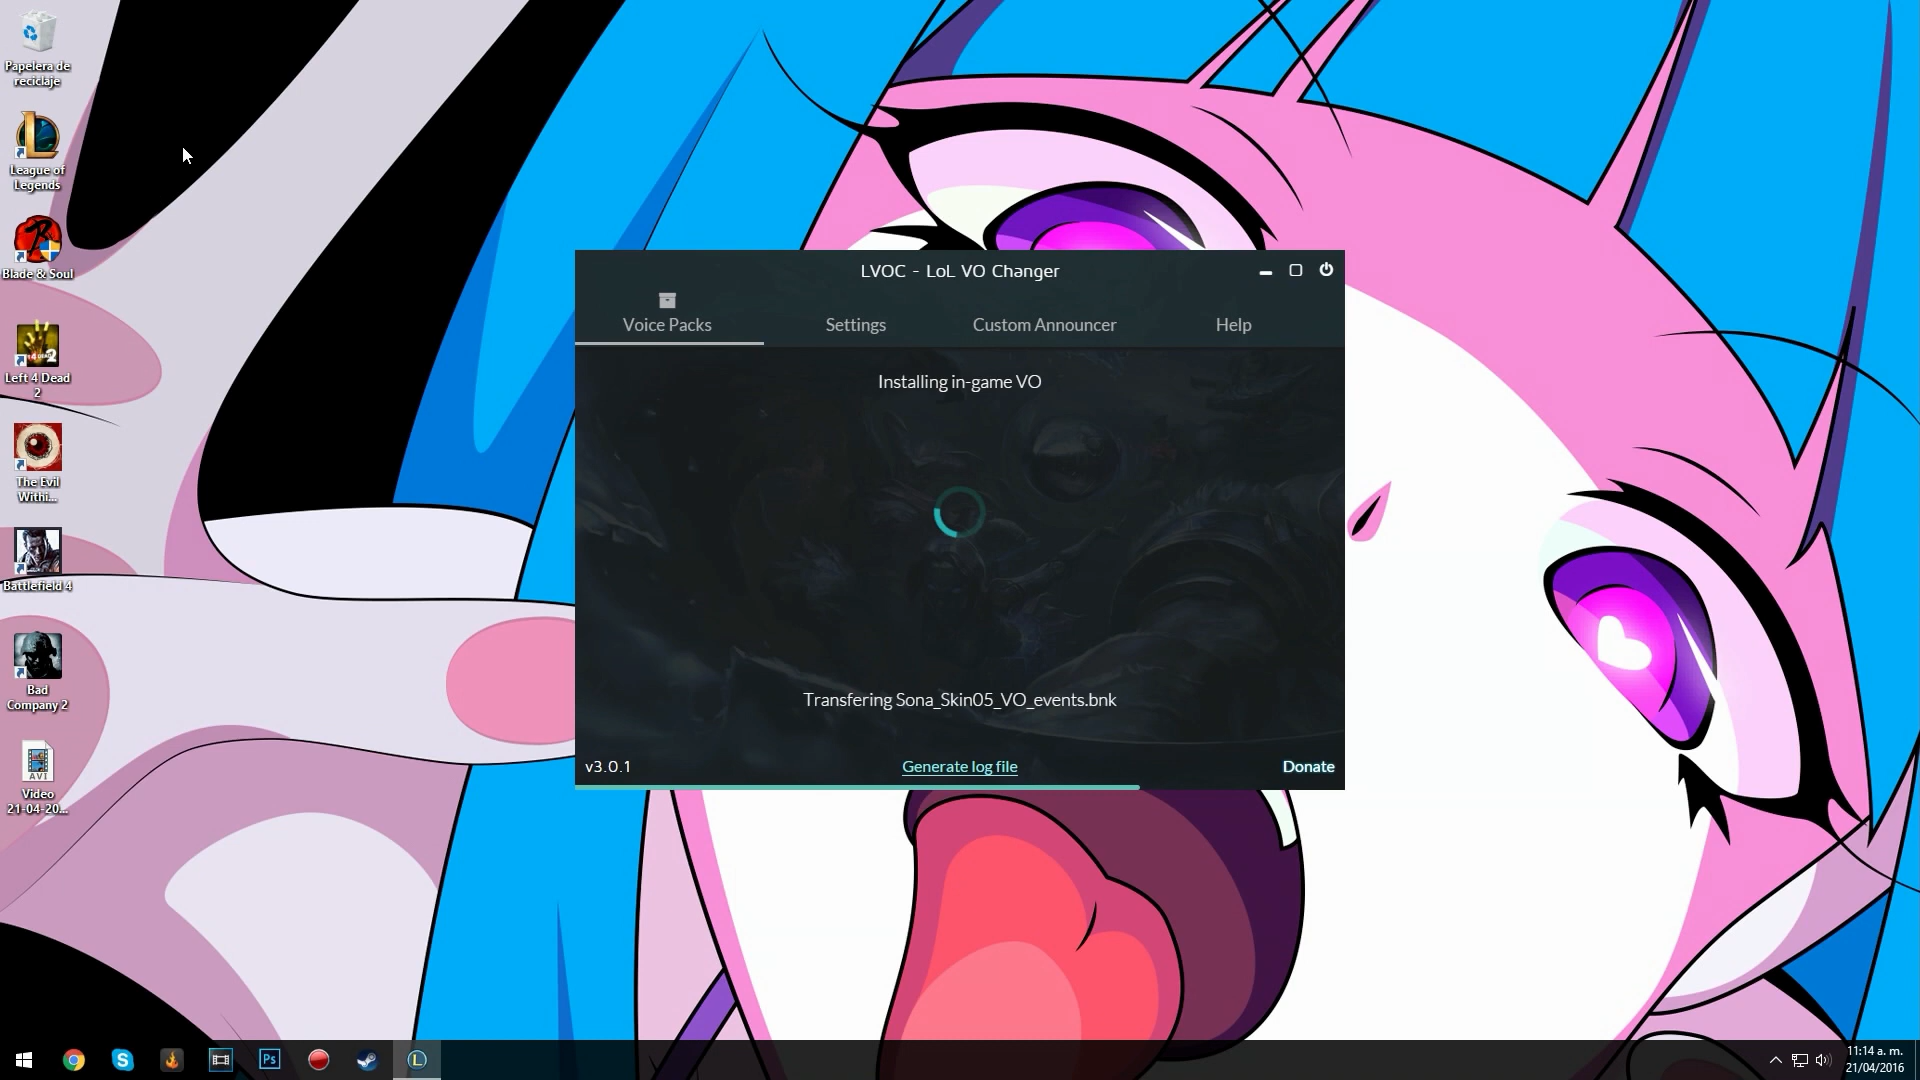 Papelera de
reciclaje
League of
Legends
Blade & Soul
Left 4 Dead
2
The Evil
Withi...
Battlefield 4
Bad
Company 2
AVI
Video
21-04-20...
LVOC - LoL VO Changer
Voice Packs
Settings
Custom Announcer
Help
Installing in-game VO
Transfering Sona_Skin05_VO_events.bnk
v3.0.1
Generate log file
Donate
Ps
11:14 a. m.
21/04/2016